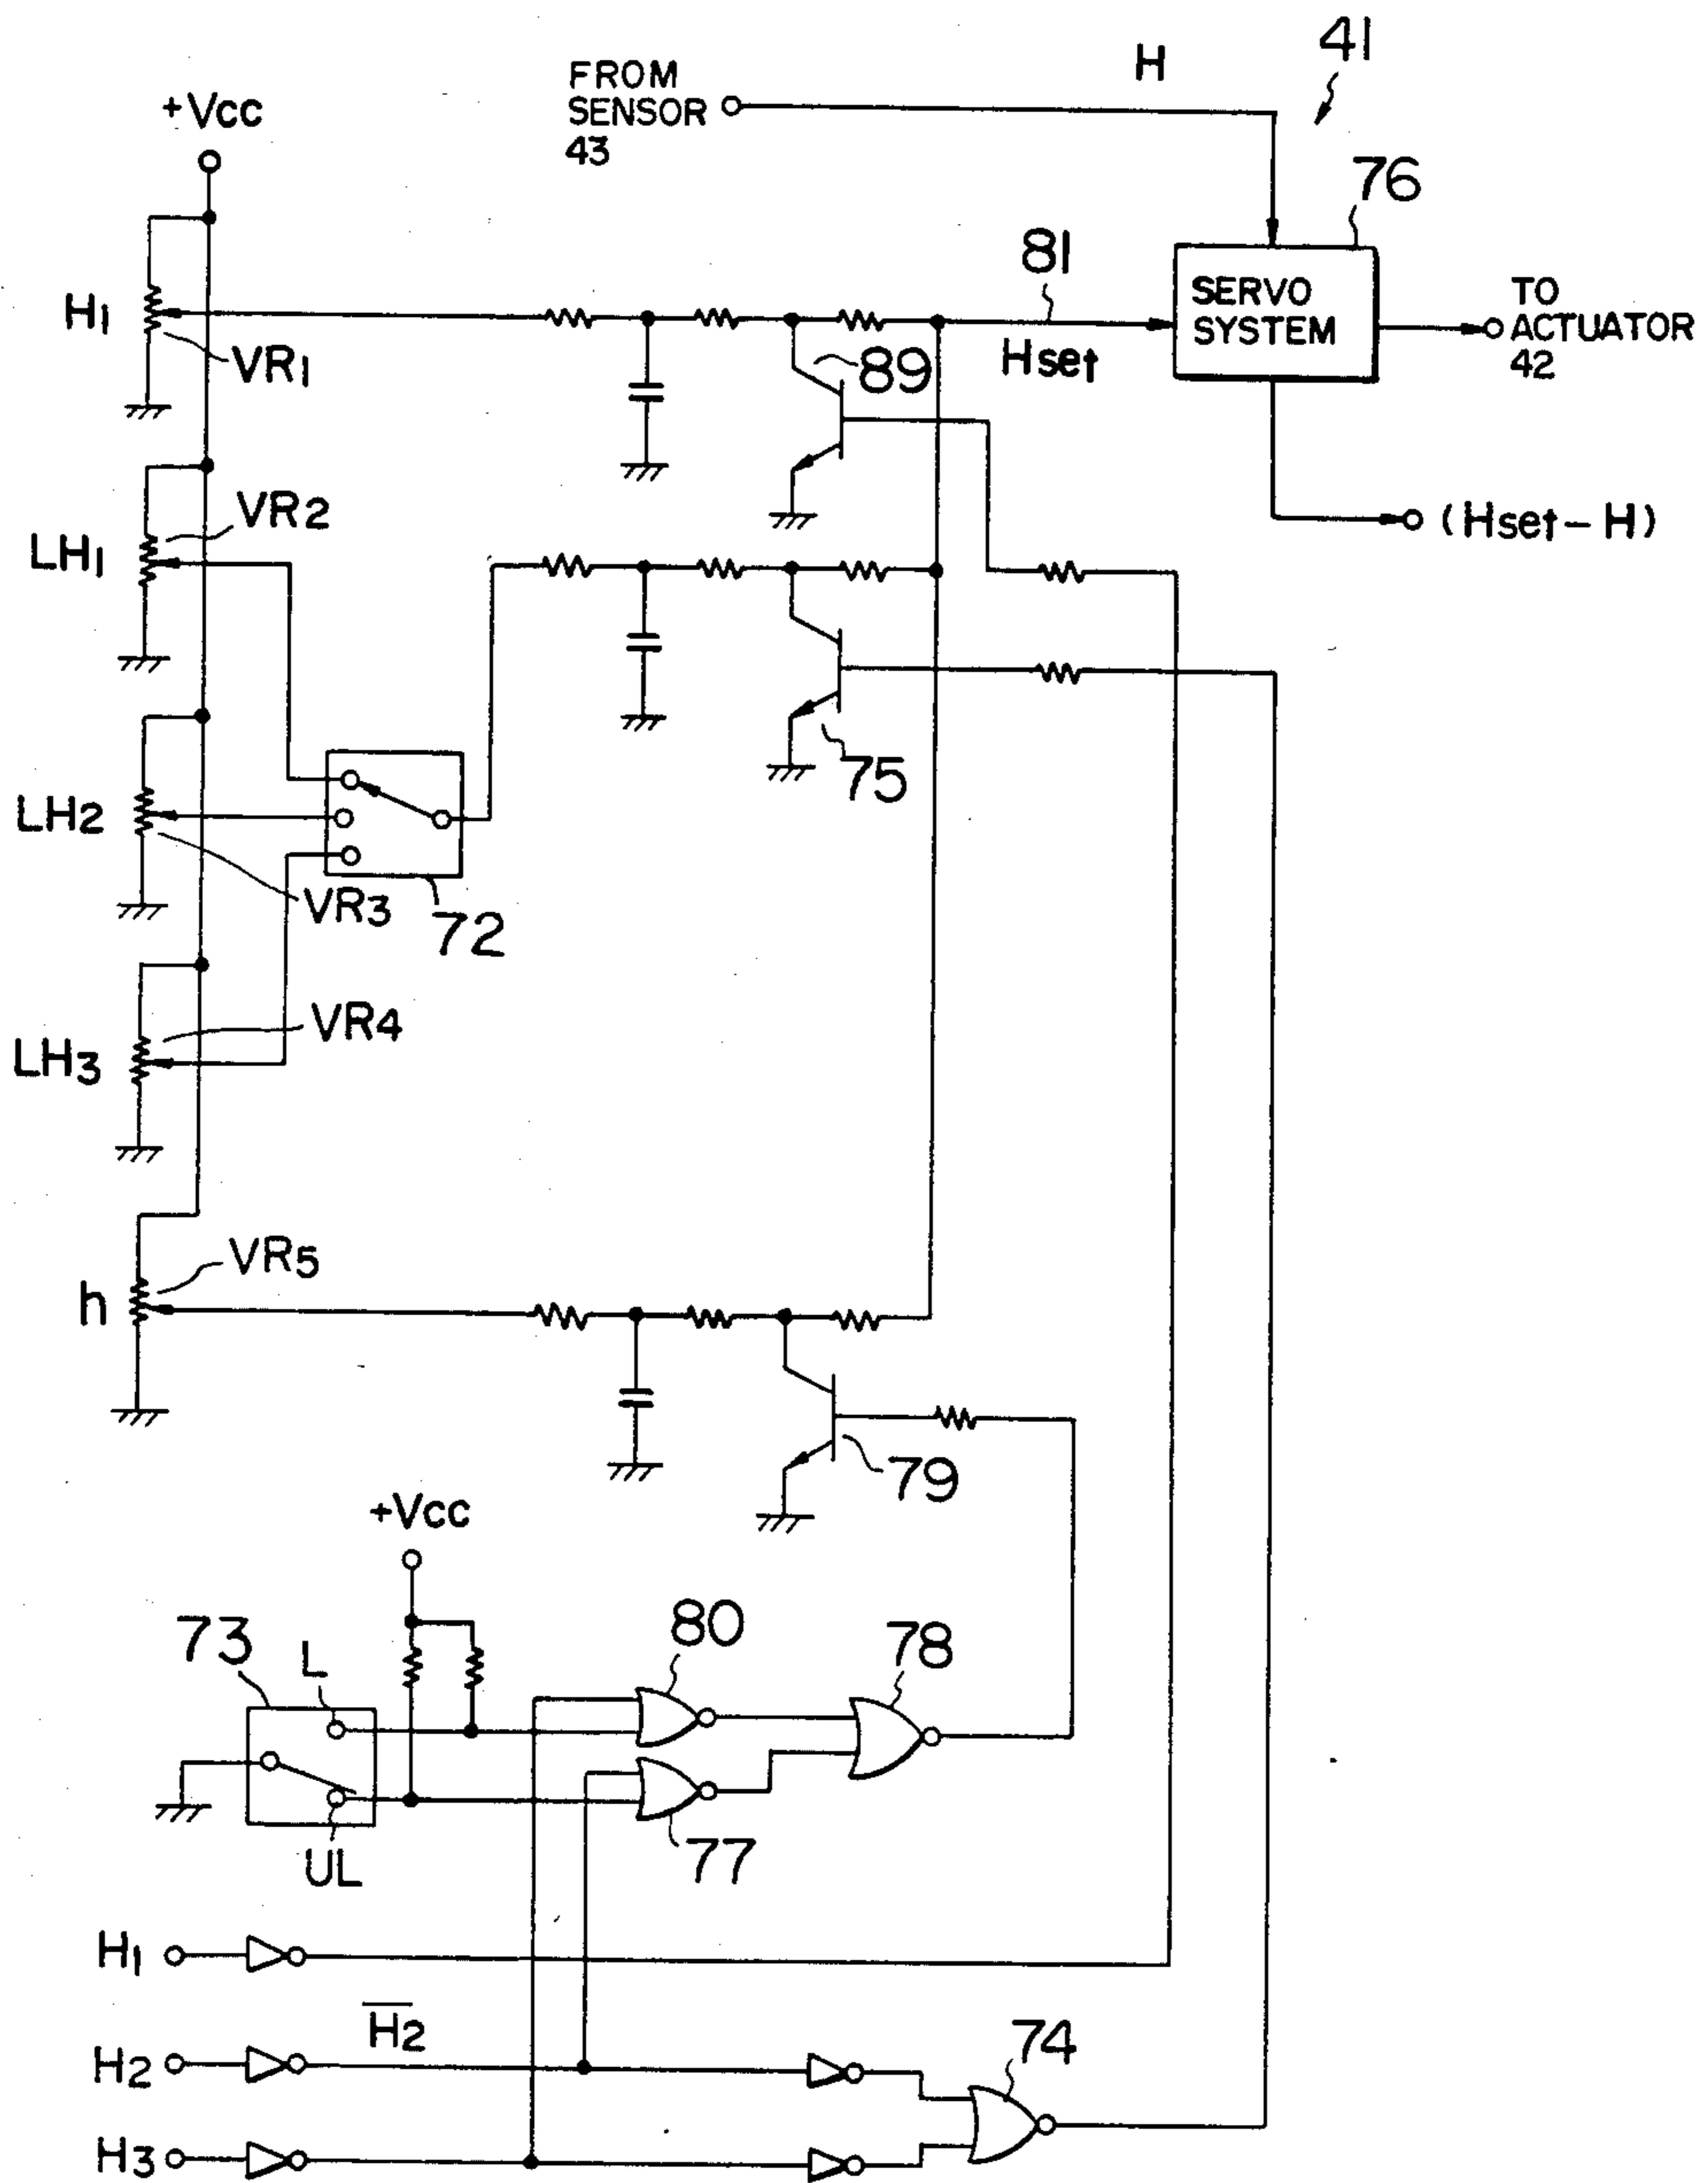 41
H
FROM
SENSOR
43
+Vcc
76
81
SERVO
SYSTEM
TO
ACTUATOR
42
H1
VR1
Hset
89
(Hset-H)
VR2
LH1
75
LH2
VR3
72
VR4
LH3
VR5
h
79
+Vcc
80
78
73
L
77
UL
H1
H2
H2
74
H3